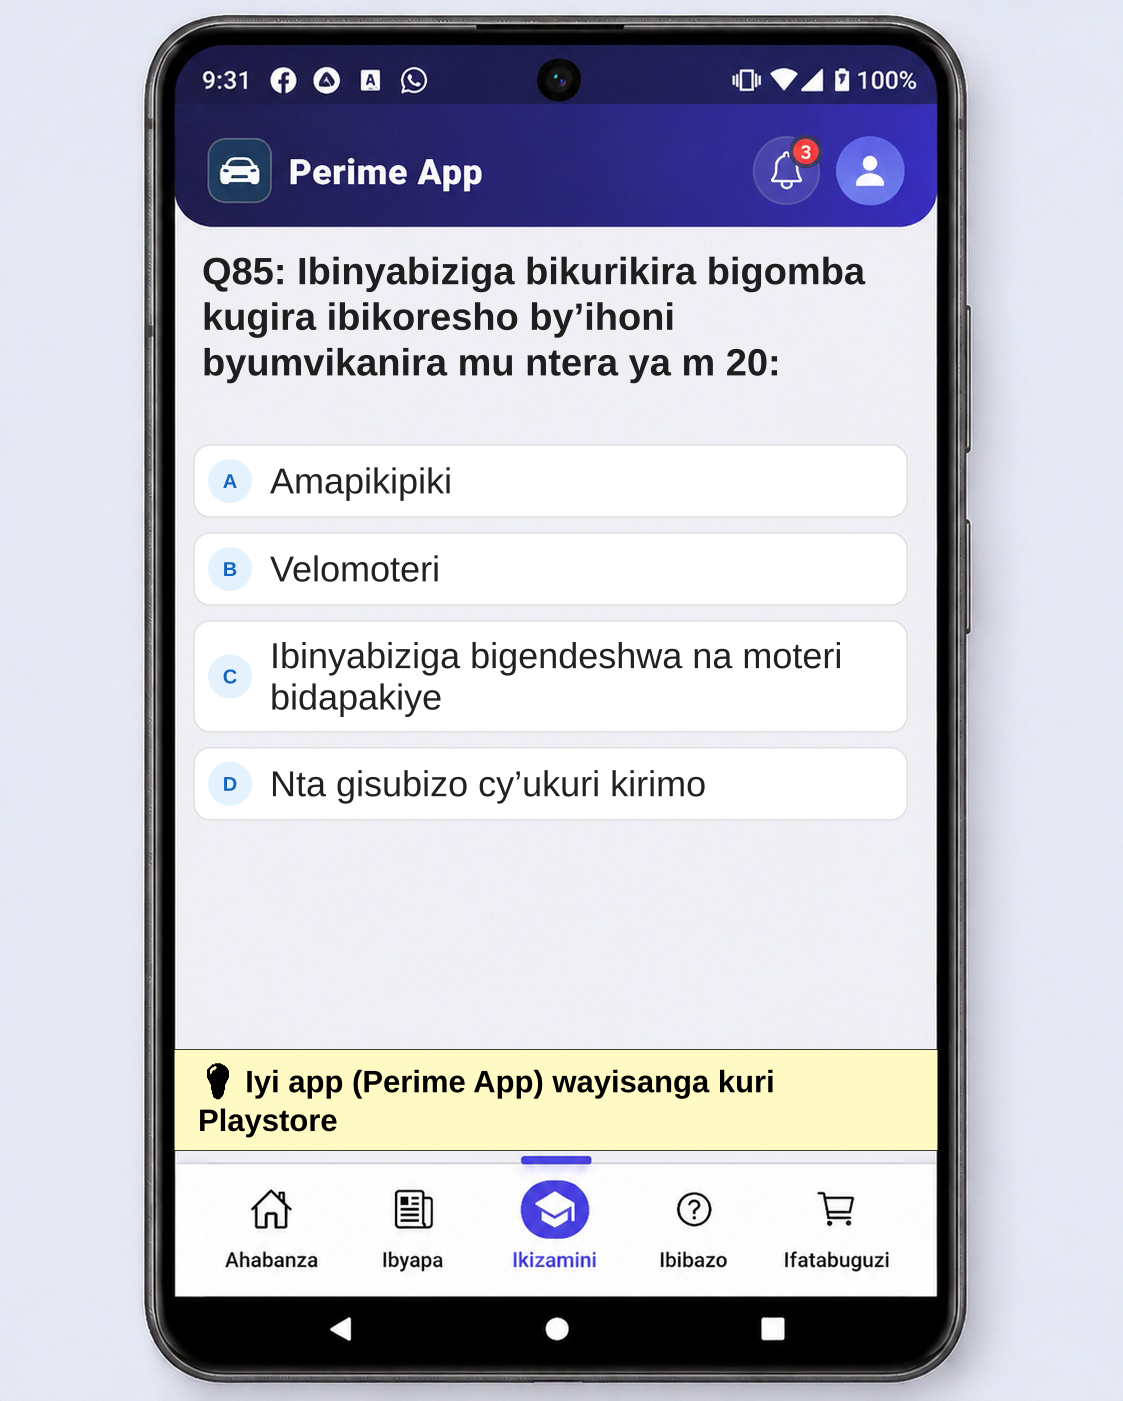 9:31
100%
Perime App
3
Q85: Ibinyabiziga bikurikira bigomba
kugira ibikoresho by’ihoni
byumvikanira mu ntera ya m 20:
A Amapikipiki
B Velomoteri
C Ibinyabiziga bigendeshwa na moteri
bidapakiye
D Nta gisubizo cy’ukuri kirimo
Iyi app (Perime App) wayisanga kuri
Playstore
Ahabanza Ibyapa Ikizamini Ibibazo Ifatabuguzi